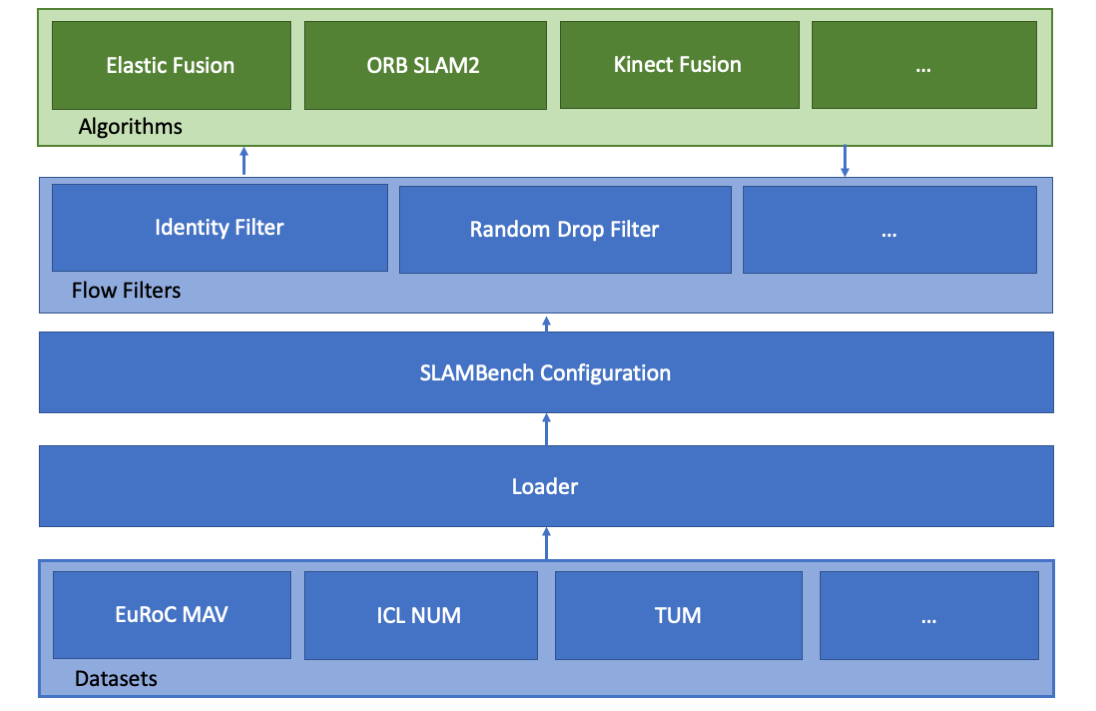 Elastic Fusion
ORB SLAM2
Kinect Fusion
...
Algorithms
Identity Filter
Random Drop Filter
...
Flow Filters
SLAMBench Configuration
Loader
EuRoC MAV
ICL NUM
TUM
...
Datasets